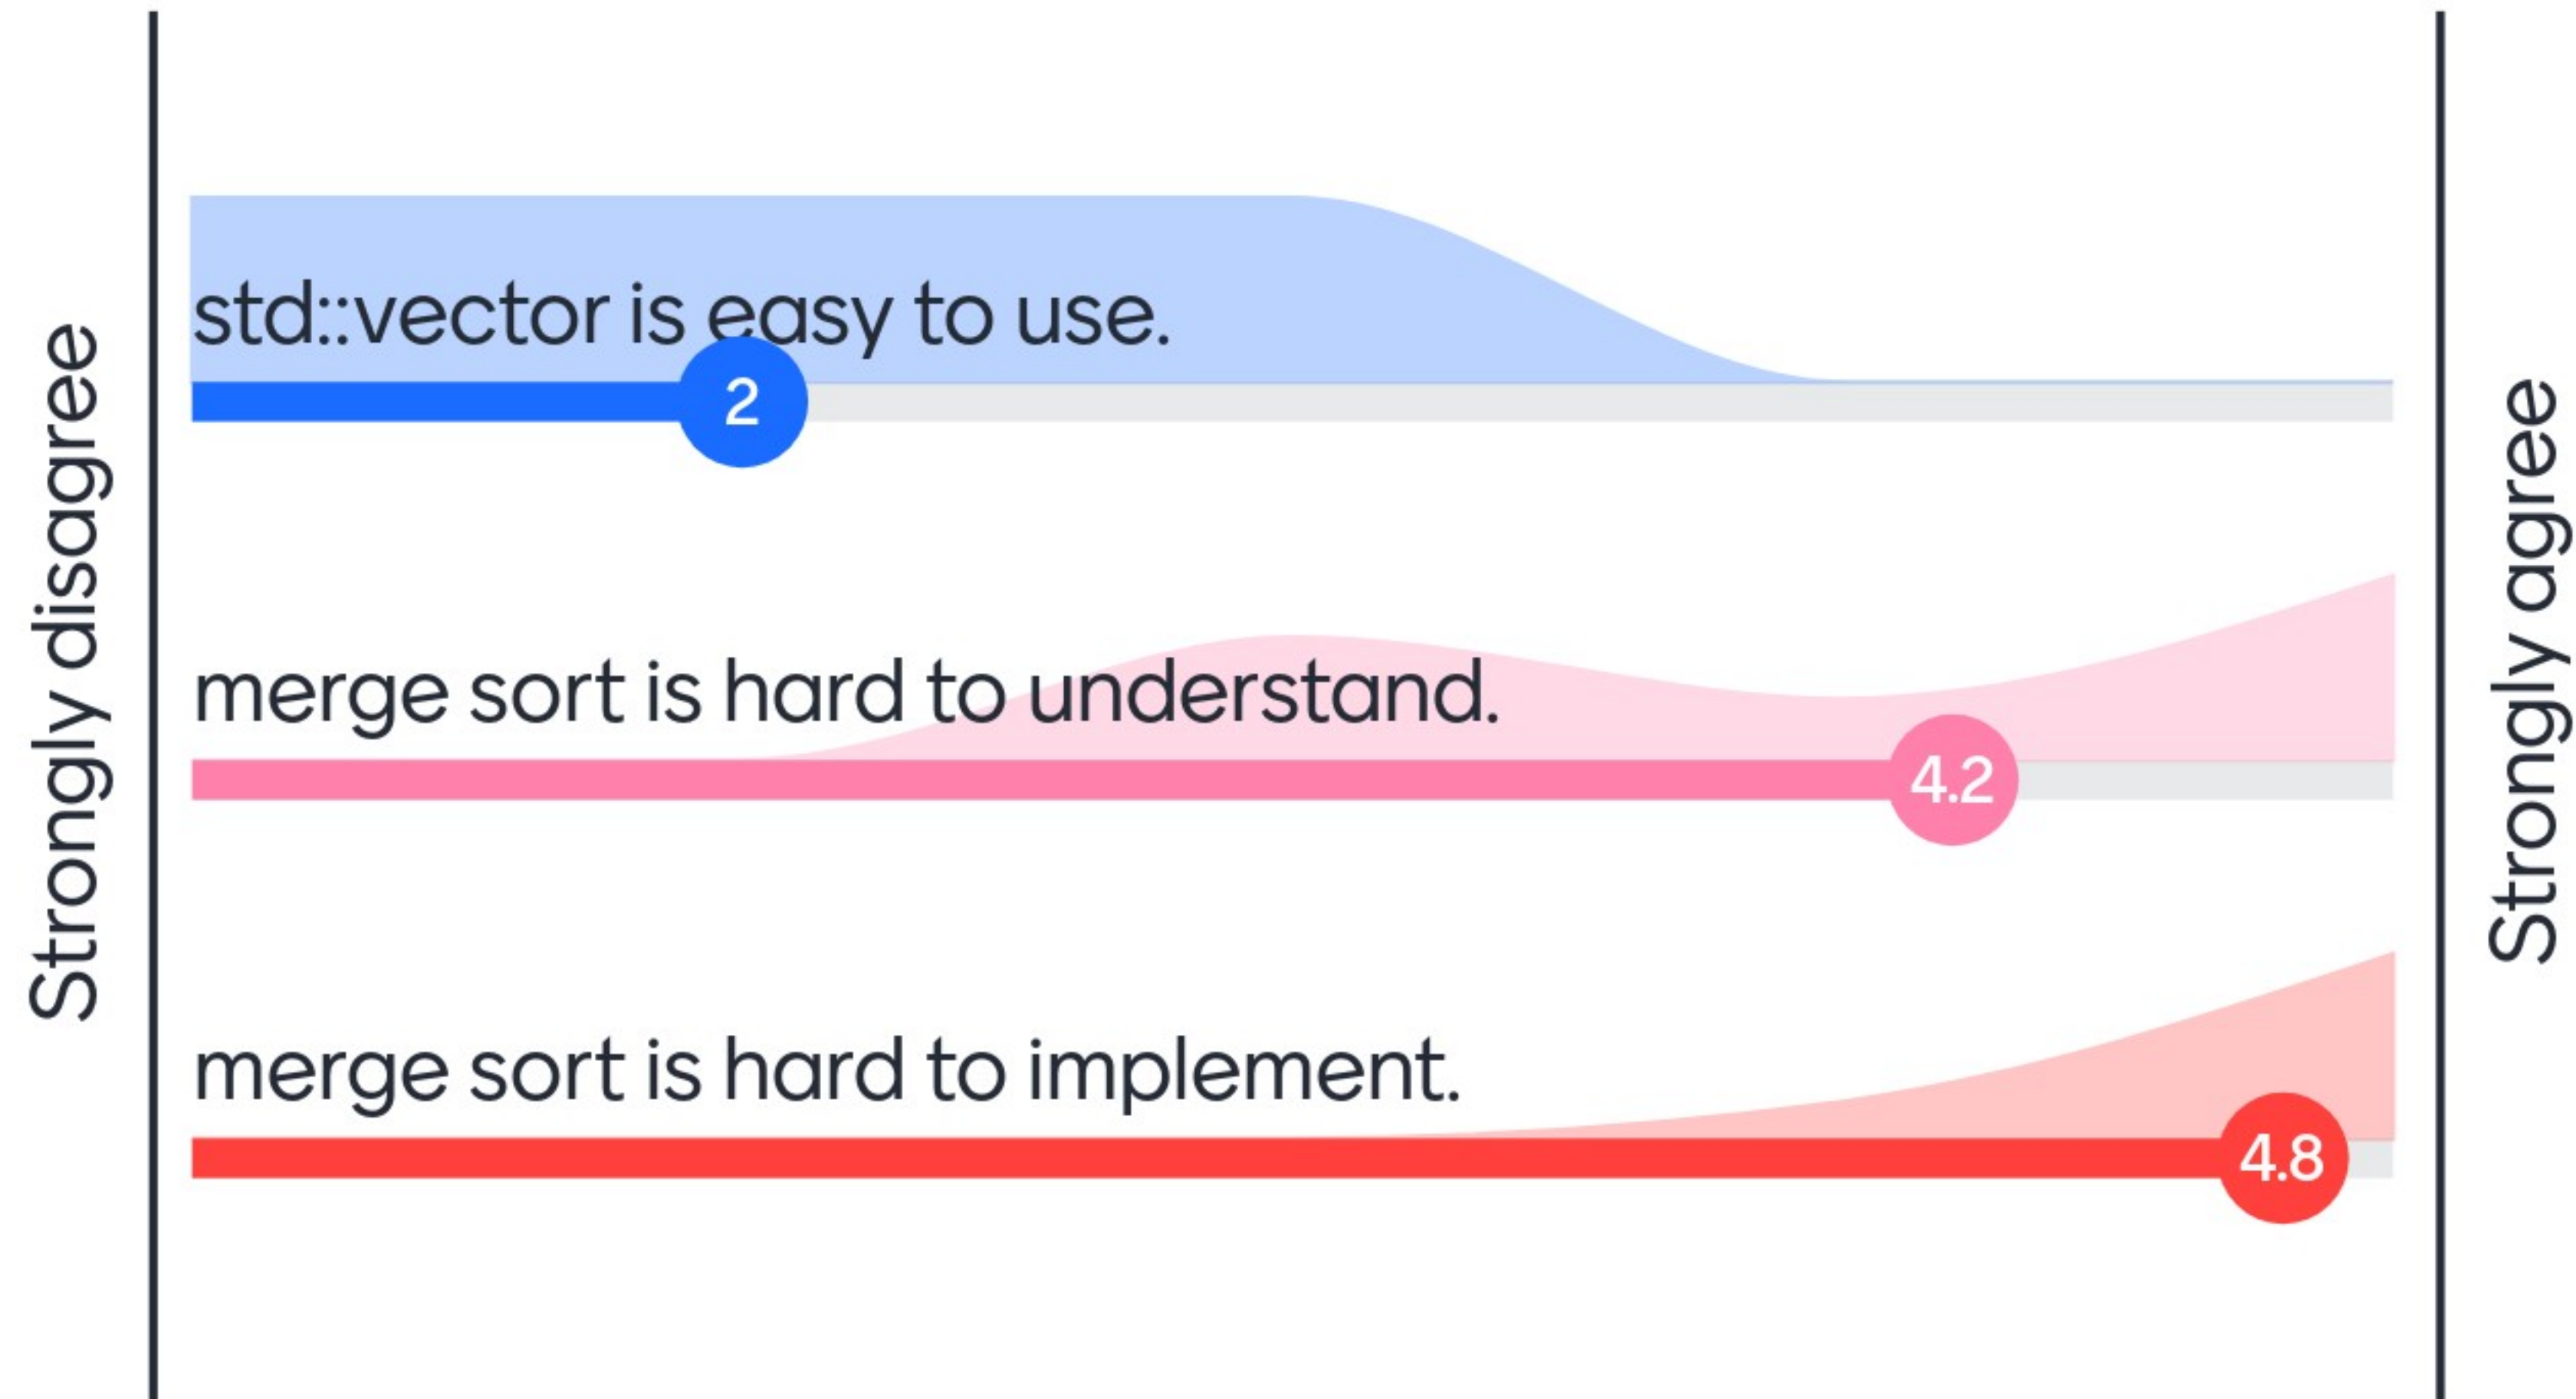 Strongly disagree
std::vector is easy to use.
2
merge sort is hard to understand.
4.2
merge sort is hard to implement.
4.8
Strongly agree